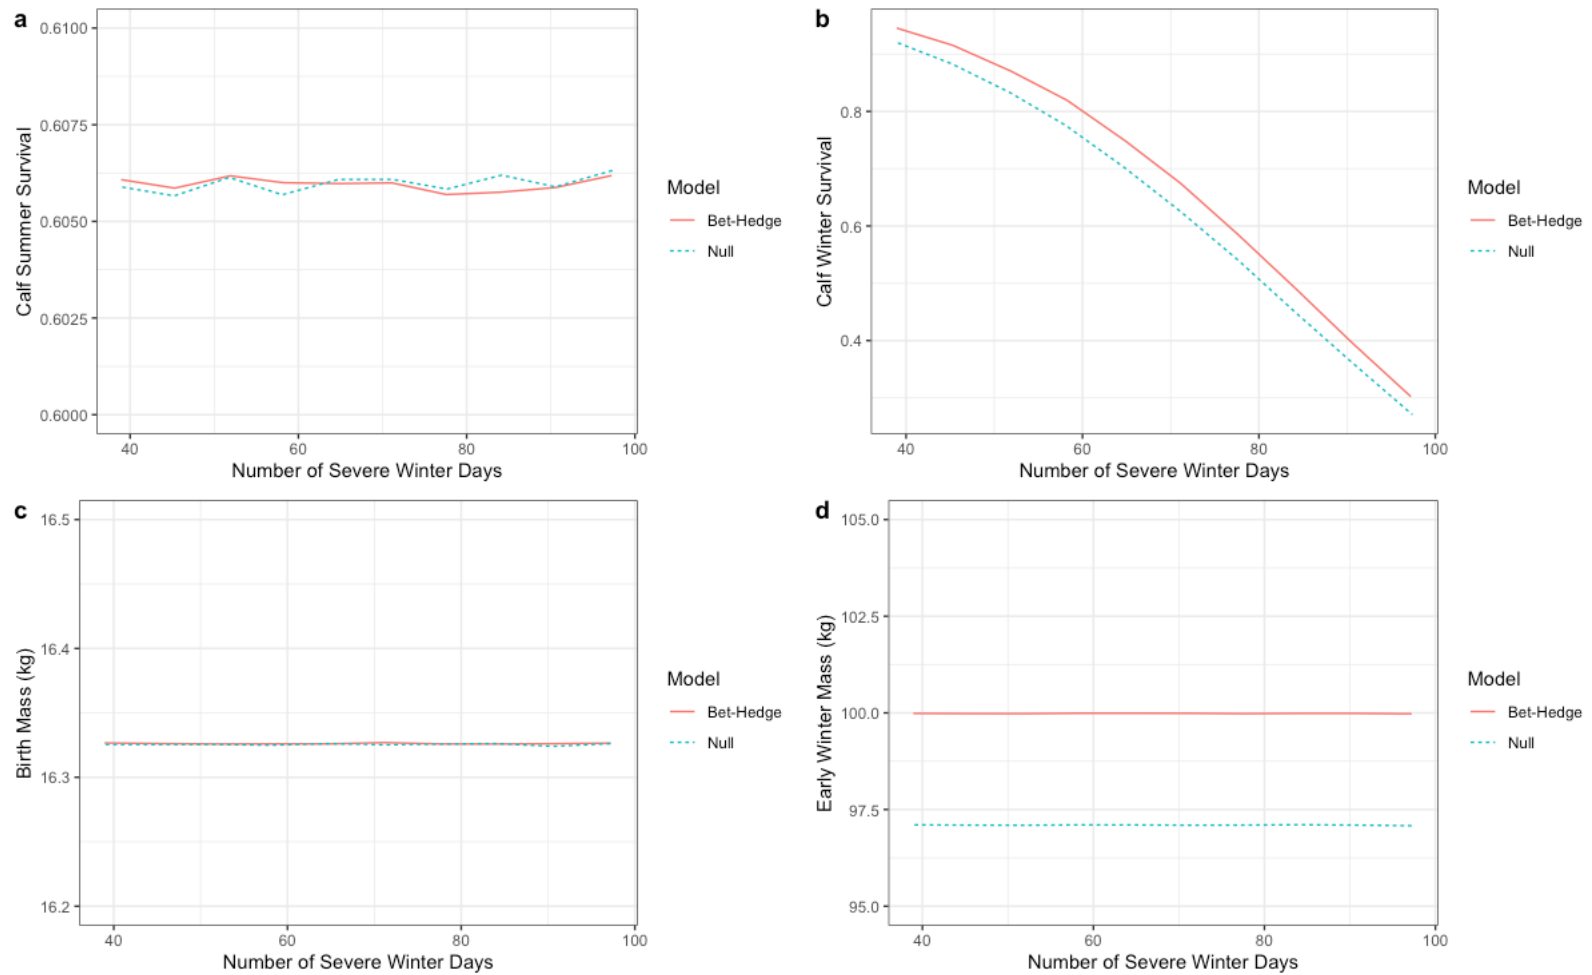 a
0.6100
0.6075
0.6050
0.6025
0.6000
Calf Summer Survival
40 60 80 100
Number of Severe Winter Days
Model
Bet-Hedge
Null
b
0.8
0.6
0.4
Calf Winter Survival
40 60 80 100
Number of Severe Winter Days
Model
Bet-Hedge
Null
c
16.5
16.4
16.3
16.2
Birth Mass (kg)
40 60 80 100
Number of Severe Winter Days
Model
Bet-Hedge
Null
d
105.0
102.5
100.0
97.5
95.0
Early Winter Mass (kg)
40 60 80 100
Number of Severe Winter Days
Model
Bet-Hedge
Null